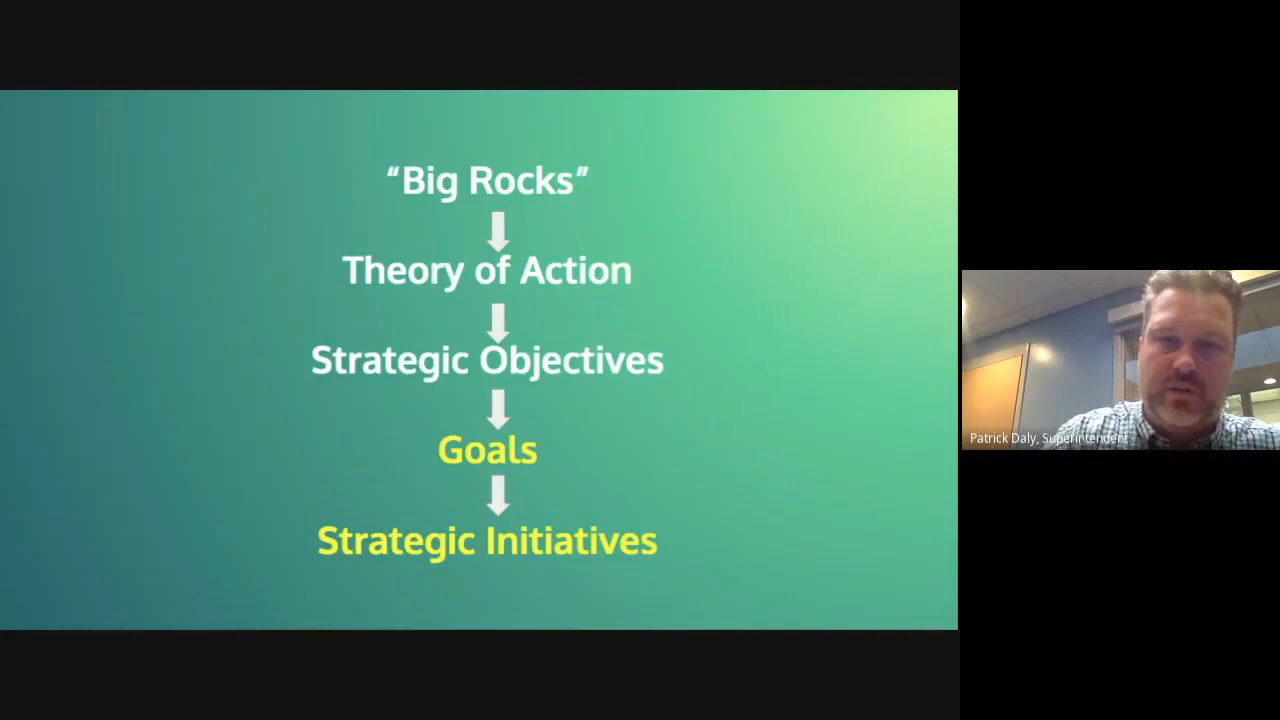 “Big Rocks”
Theory of Action
Strategic Objectives
Goals
Strategic Initiatives
Patrick Daly, Superintendent